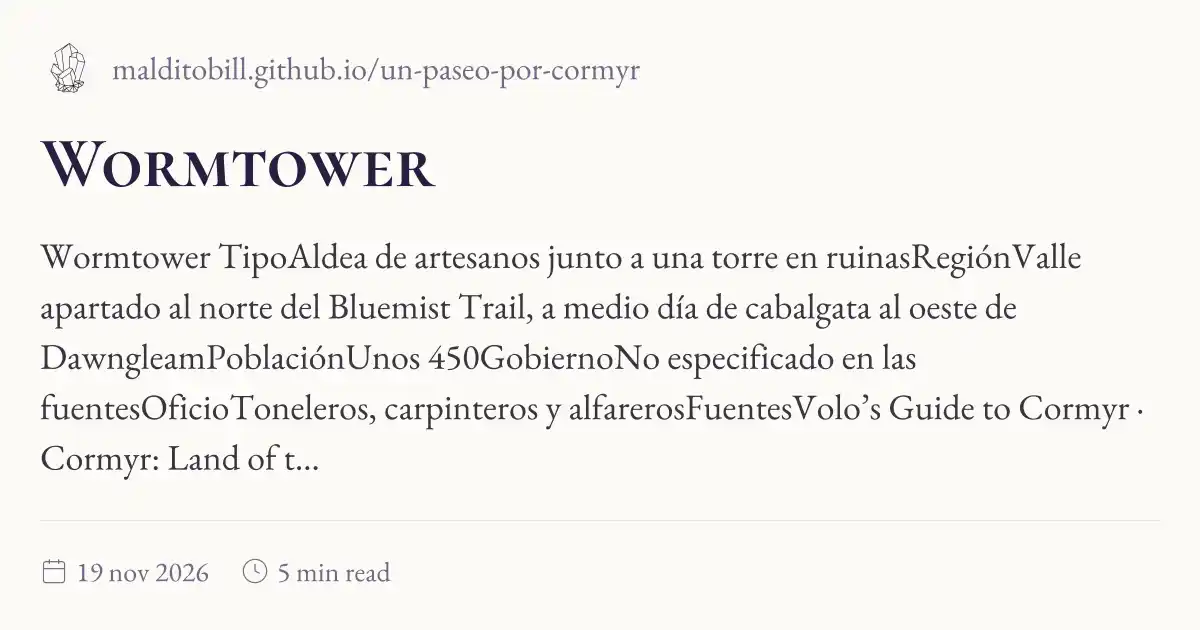 malditobill.github.io/un-paseo-por-cormyr
Wormtower
Wormtower TipoAldea de artesanos junto a una torre en ruinasRegiónValle
apartado al norte del Bluemist Trail, a medio día de cabalgata al oeste de
DawngleamPoblaciónUnos 450GobiernoNo especificado en las
fuentesOficioToneleros, carpinteros y alfarerosFuentesVolo’s Guide to Cormyr ·
Cormyr: Land of t...
19 nov 2026
5 min read